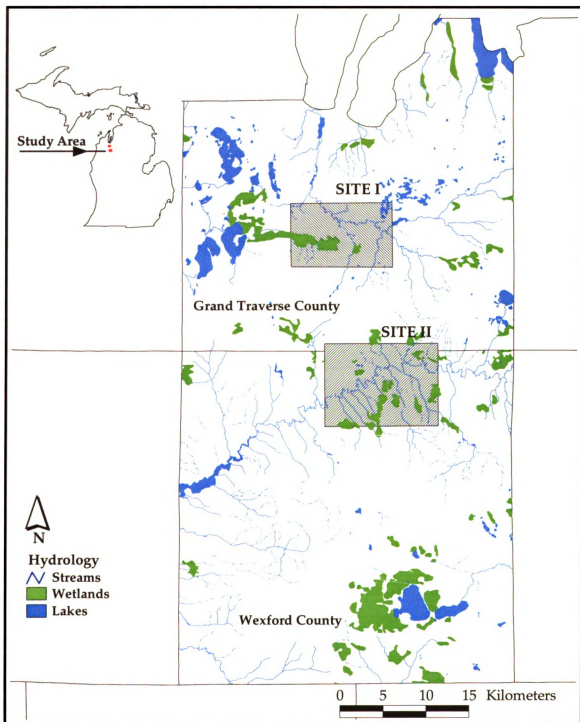 Study Area
SITE I
Grand Traverse County
SITE II
N
Hydrology
Streams
Wetlands
Lakes
Wexford County
0 5 10 15 Kilometers